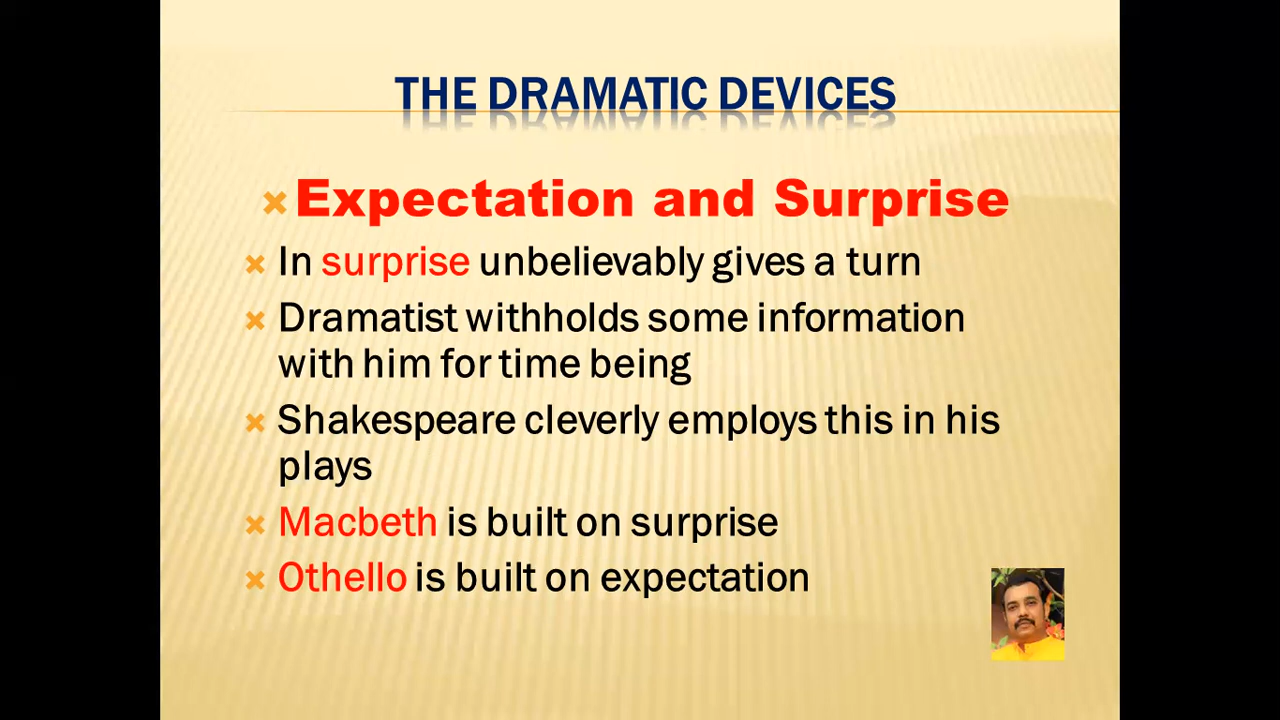 THE DRAMATIC DEVICES
Expectation and Surprise
In surprise unbelievably gives a turn
Dramatist withholds some information
with him for time being
Shakespeare cleverly employs this in his
plays
Macbeth is built on surprise
Othello is built on expectation